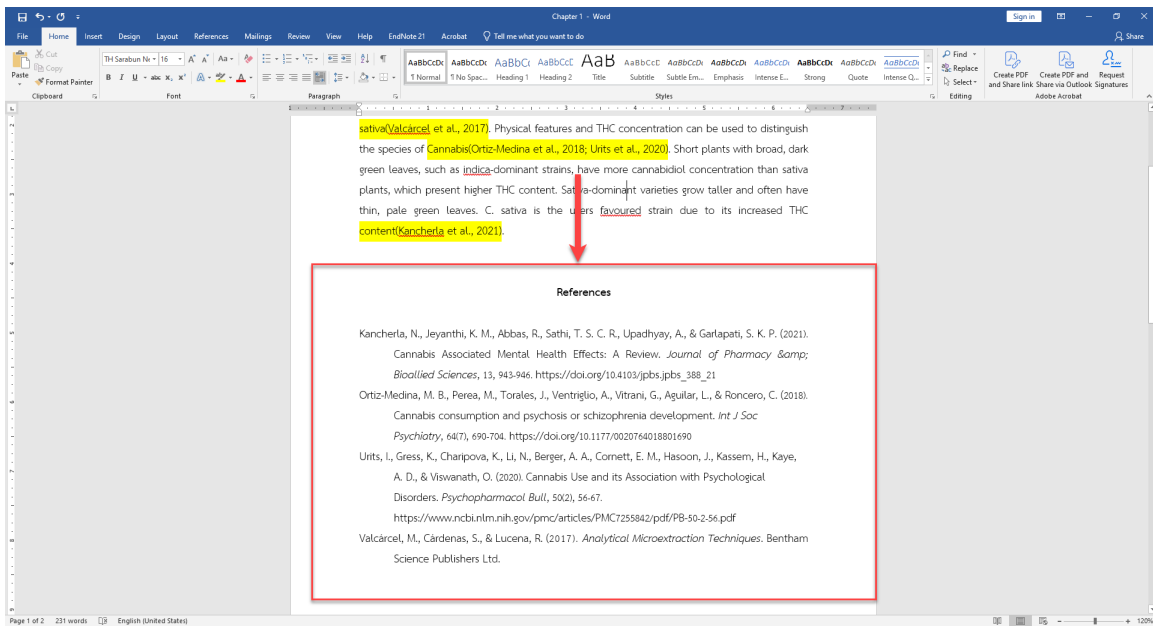 Chapter 1 - Word
Sign in
File Home Insert Design Layout References Mailings Review View Help EndNote 21 Acrobat Tell me what you want to do
Share
Cut
Copy
Format Painter
Paste
TH Sarabun Ne 16
B I U abc X, X'
Clipboard Font Paragraph Styles Editing Adobe Acrobat
AaBbCcDc AaBbCcDc AaBbCc AaBbCcC AaB AaBbCcE AaBbCcDı AaBbCcDı AaBbCcDı AaBbCcDc AaBbCcDı AaBbCcDı
¶ Normal ¶ No Spac... Heading 1 Heading 2 Title Subtitle Subtle Em... Emphasis Intense E... Strong Quote Intense Q...
Find
Replace
Select
Create PDF and Share link
Create PDF and Share via Outlook
Request Signatures
sativa(Valcárcel et al., 2017). Physical features and THC concentration can be used to distinguish
the species of Cannabis(Ortiz-Medina et al., 2018; Urits et al., 2020). Short plants with broad, dark
green leaves, such as indica-dominant strains, have more cannabidiol concentration than sativa
plants, which present higher THC content. Sativa-dominant varieties grow taller and often have
thin, pale green leaves. C. sativa is the users favoured strain due to its increased THC
content(Kancherla et al., 2021).
References
Kancherla, N., Jeyanthi, K. M., Abbas, R., Sathi, T. S. C. R., Upadhyay, A., & Garlapati, S. K. P. (2021).
Cannabis Associated Mental Health Effects: A Review. Journal of Pharmacy &amp;
Bioallied Sciences, 13, 943-946. https://doi.org/10.4103/jpbs.jpbs_388_21
Ortiz-Medina, M. B., Perea, M., Torales, J., Ventriglio, A., Vitrani, G., Aguilar, L., & Roncero, C. (2018).
Cannabis consumption and psychosis or schizophrenia development. Int J Soc
Psychiatry, 64(7), 690-704. https://doi.org/10.1177/0020764018801690
Urits, I., Gress, K., Charipova, K., Li, N., Berger, A. A., Cornett, E. M., Hasoon, J., Kassem, H., Kaye,
A. D., & Viswanath, O. (2020). Cannabis Use and its Association with Psychological
Disorders. Psychopharmacol Bull, 50(2), 56-67.
https://www.ncbi.nlm.nih.gov/pmc/articles/PMC7255842/pdf/PB-50-2-56.pdf
Valcárcel, M., Cárdenas, S., & Lucena, R. (2017). Analytical Microextraction Techniques. Bentham
Science Publishers Ltd.
Page 1 of 2 231 words English (United States)
120%